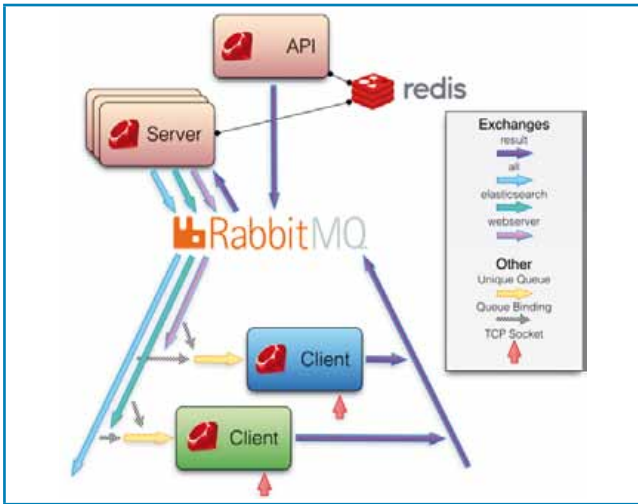 API
redis
Server
RabbitMQ
Client
Client
Exchanges
result
all
elasticsearch
webserver
Other
Unique Queue
Queue Binding
TCP Socket